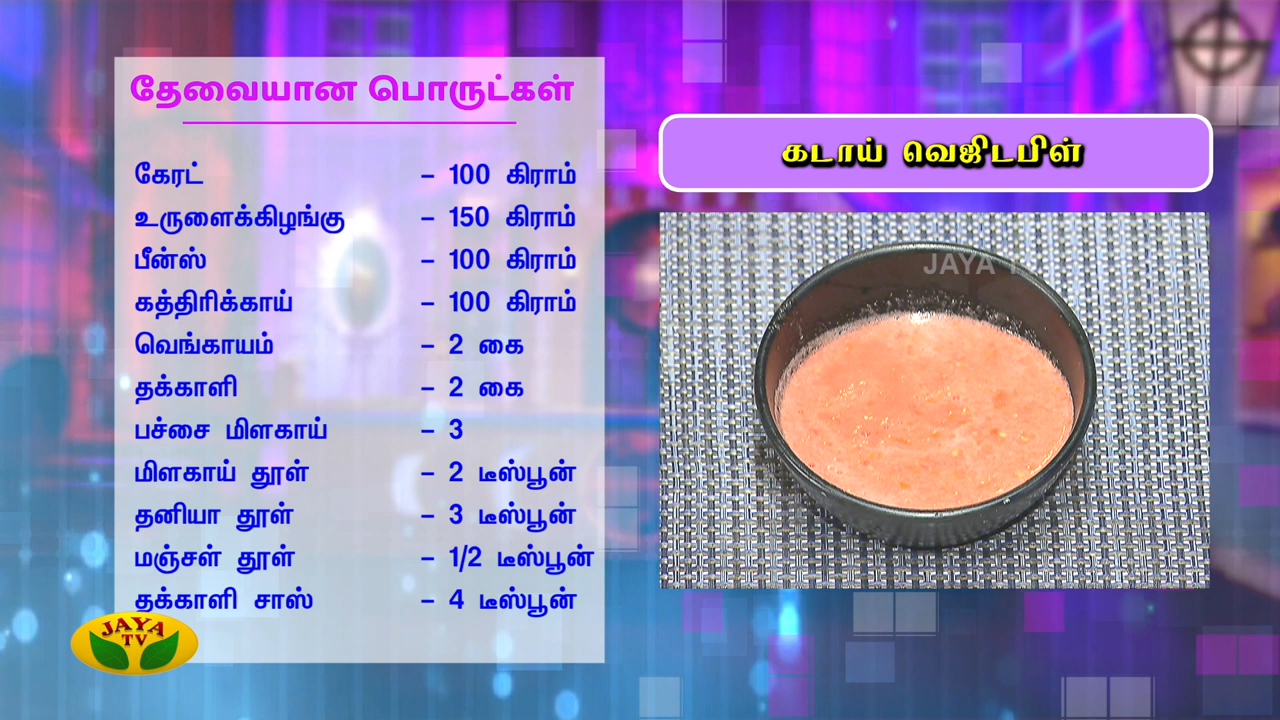 தேவையான பொருட்கள்
கேரட் – 100 கிராம்
உருளைக்கிழங்கு – 150 கிராம்
பீன்ஸ் – 100 கிராம்
கத்திரிக்காய் – 100 கிராம்
வெங்காயம் – 2 கை
தக்காளி – 2 கை
பச்சை மிளகாய் – 3
மிளகாய் தூள் – 2 டீஸ்பூன்
தனியா தூள் – 3 டீஸ்பூன்
மஞ்சள் தூள் – 1/2 டீஸ்பூன்
தக்காளி சாஸ் – 4 டீஸ்பூன்
JAYA
TV
கடாய் வெஜிடபிள்
JAYA